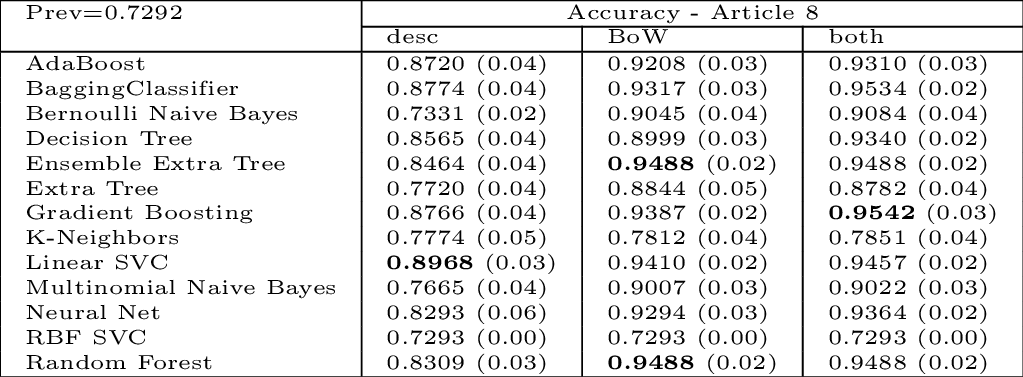 Prev=0.7292 Accuracy - Article 8
desc BoW both
AdaBoost 0.8720 (0.04) 0.9208 (0.03) 0.9310 (0.03)
BaggingClassifier 0.8774 (0.04) 0.9317 (0.03) 0.9534 (0.02)
Bernoulli Naive Bayes 0.7331 (0.02) 0.9045 (0.04) 0.9084 (0.04)
Decision Tree 0.8565 (0.04) 0.8999 (0.03) 0.9340 (0.02)
Ensemble Extra Tree 0.8464 (0.04) 0.9488 (0.02) 0.9488 (0.02)
Extra Tree 0.7720 (0.04) 0.8844 (0.05) 0.8782 (0.04)
Gradient Boosting 0.8766 (0.04) 0.9387 (0.02) 0.9542 (0.03)
K-Neighbors 0.7774 (0.05) 0.7812 (0.04) 0.7851 (0.04)
Linear SVC 0.8968 (0.03) 0.9410 (0.02) 0.9457 (0.02)
Multinomial Naive Bayes 0.7665 (0.04) 0.9007 (0.03) 0.9022 (0.03)
Neural Net 0.8293 (0.06) 0.9294 (0.03) 0.9364 (0.02)
RBF SVC 0.7293 (0.00) 0.7293 (0.00) 0.7293 (0.00)
Random Forest 0.8309 (0.03) 0.9488 (0.02) 0.9488 (0.02)